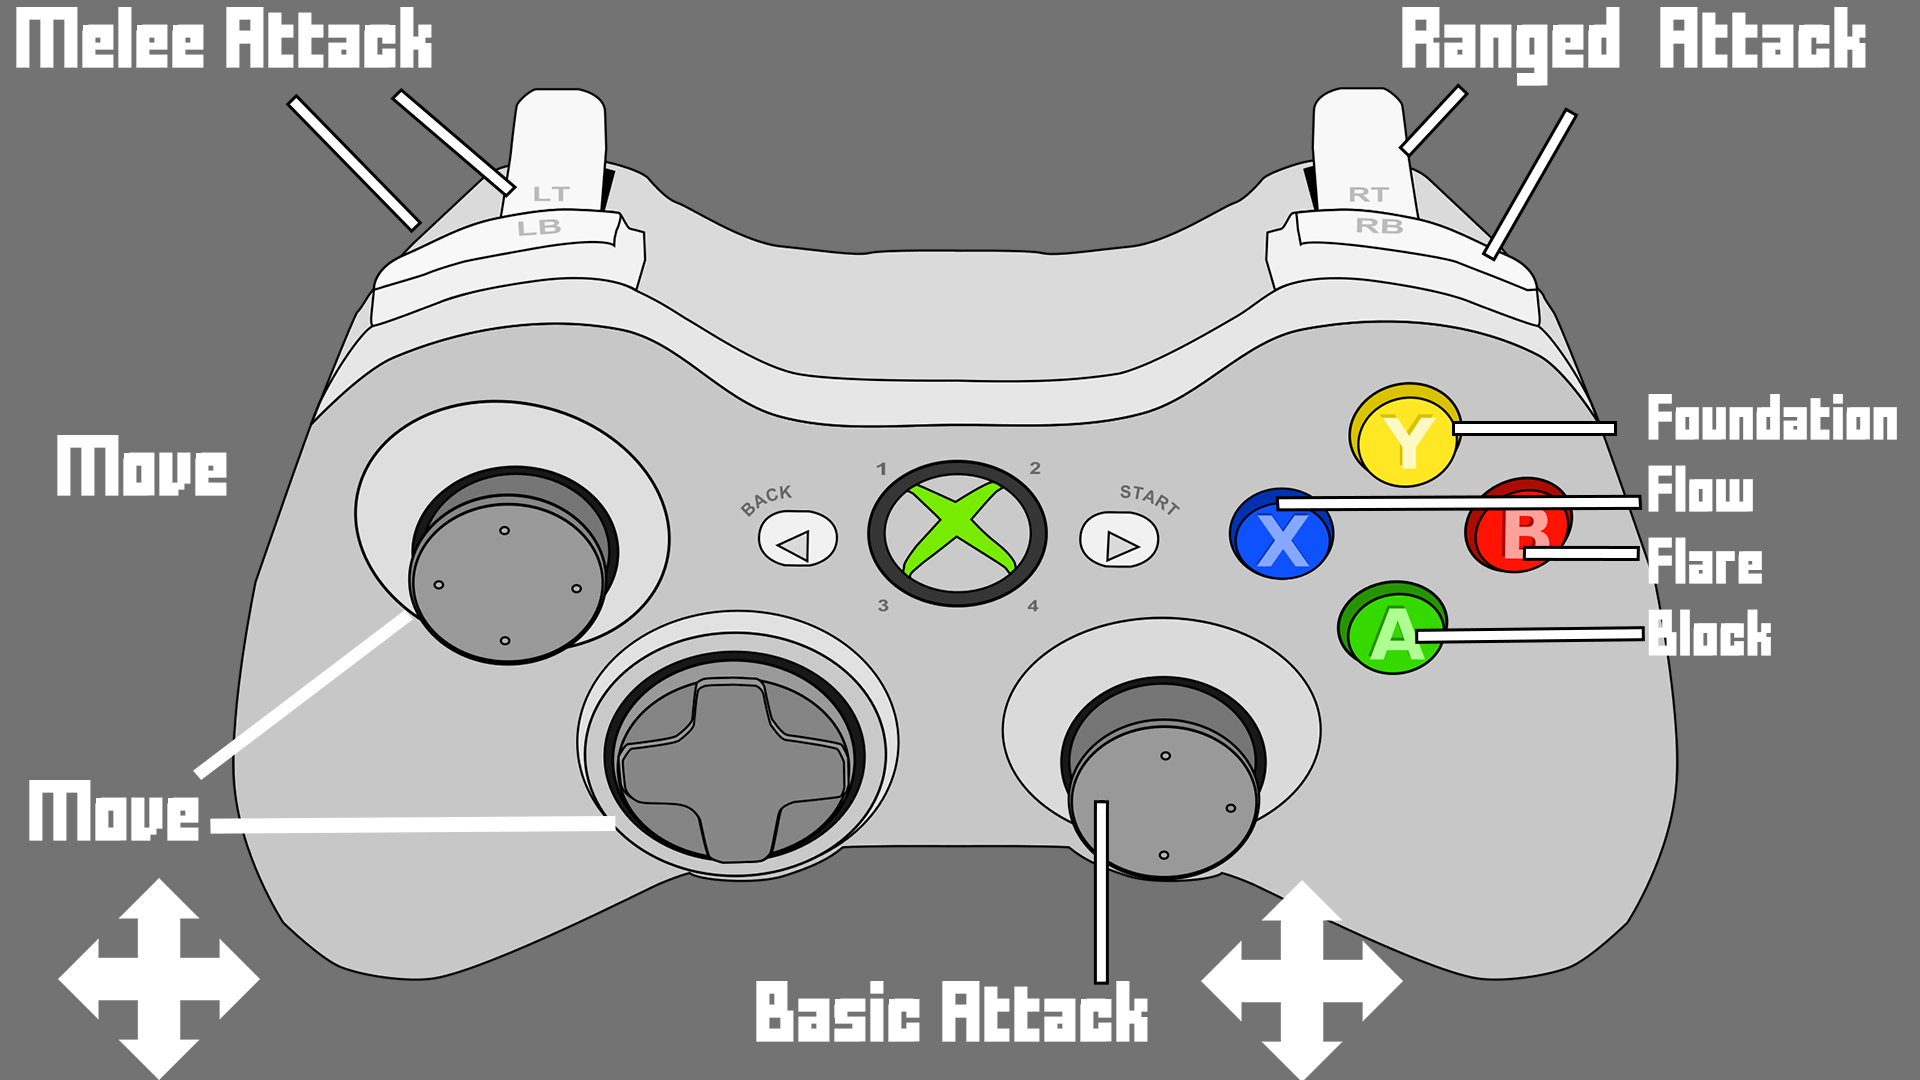 Melee Attack
Ranged Attack
LT
RT
LB
RB
Foundation
Move
1
2
Y
BACK
START
Flow
X
B
Flare
3
4
A
Block
Move
Basic Attack